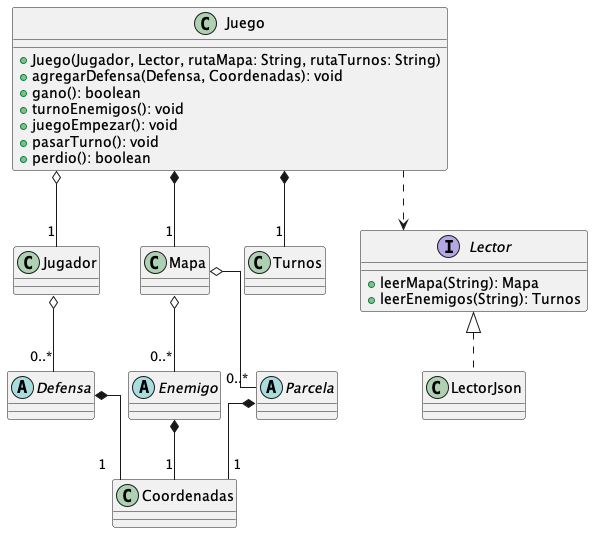 C Juego
Juego(Jugador, Lector, rutaMapa: String, rutaTurnos: String)
agregarDefensa(Defensa, Coordenadas): void
gano(): boolean
turnoEnemigos(): void
juegoEmpezar(): void
pasarTurno(): void
perdio(): boolean
1
1
1
C Jugador
C Mapa
C Turnos
I Lector
leerMapa(String): Mapa
leerEnemigos(String): Turnos
0..*
0..*
0..*
A Defensa
A Enemigo
A Parcela
C LectorJson
1
1
1
C Coordenadas